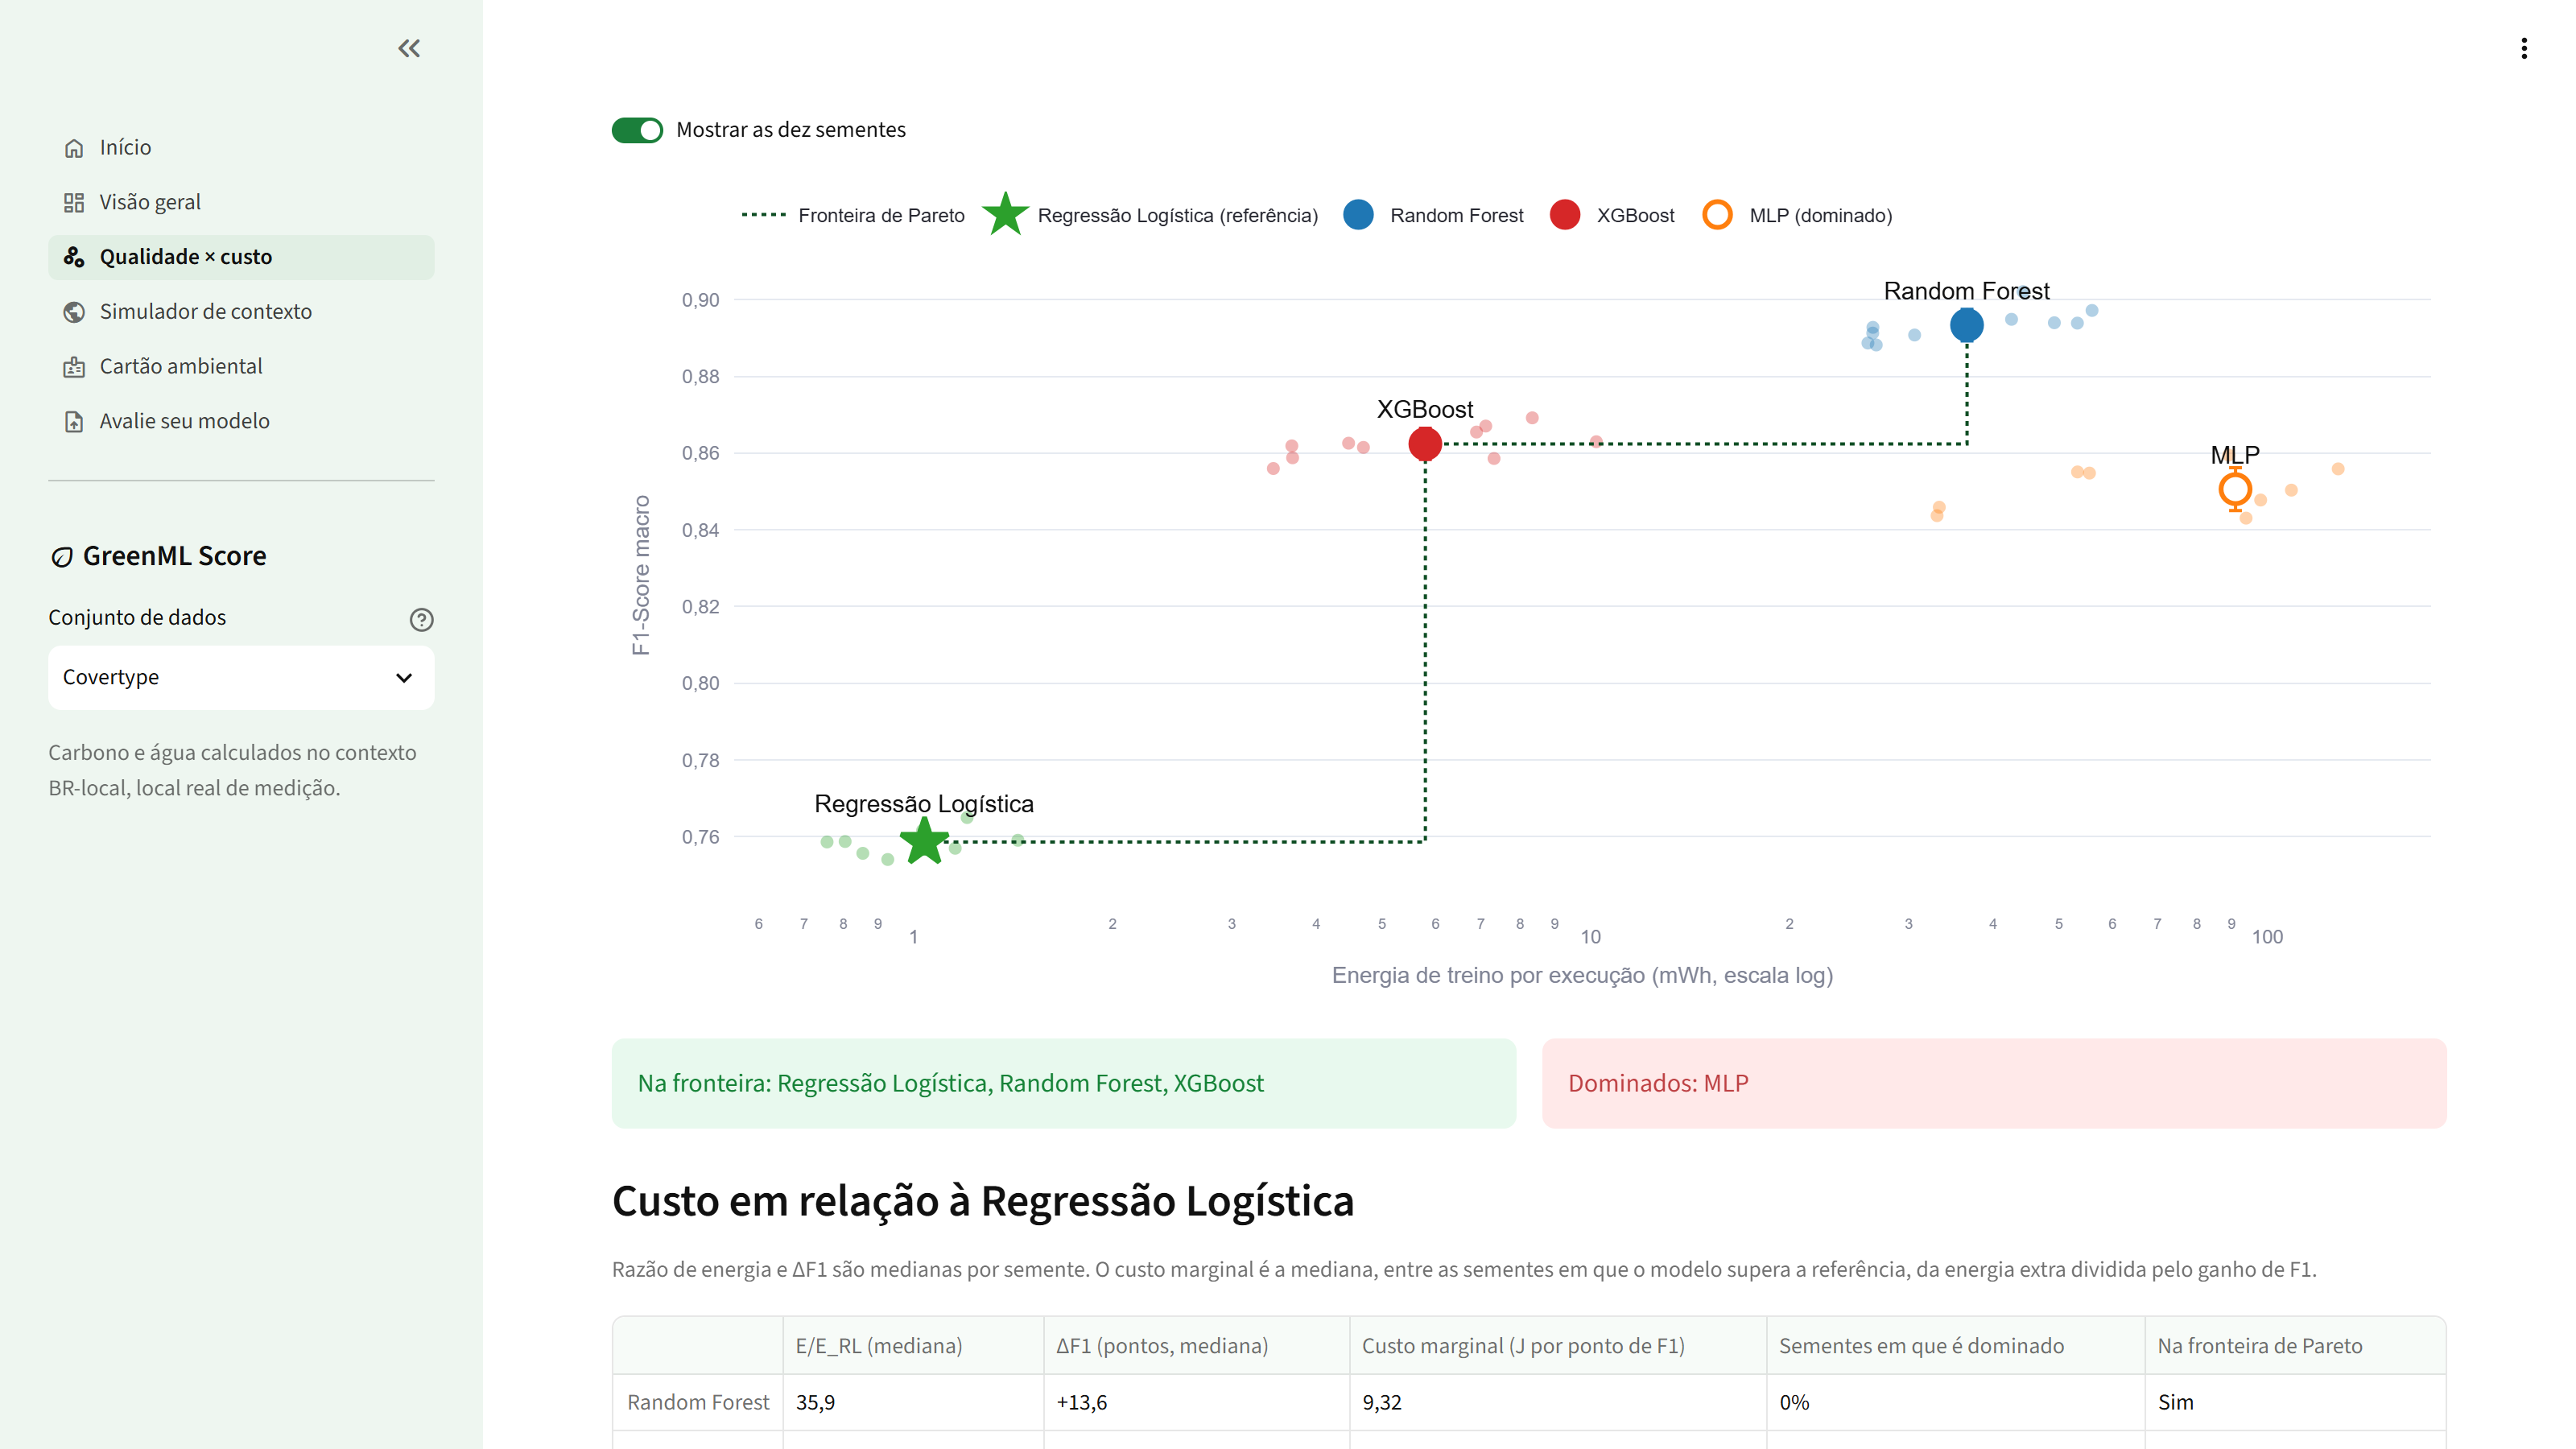 Início
Visão geral
Qualidade × custo
Simulador de contexto
Cartão ambiental
Avalie seu modelo
GreenML Score
Conjunto de dados
Covertype
Carbono e água calculados no contexto
BR-local, local real de medição.
Mostrar as dez sementes
Fronteira de Pareto Regressão Logística (referência) Random Forest XGBoost MLP (dominado)
Random Forest
XGBoost
MLP
Regressão Logística
F1-Score macro
0,90
0,88
0,86
0,84
0,82
0,80
0,78
0,76
6 7 8 9 1 2 3 4 5 6 7 8 9 10 2 3 4 5 6 7 8 9 100
Energia de treino por execução (mWh, escala log)
Na fronteira: Regressão Logística, Random Forest, XGBoost
Dominados: MLP
Custo em relação à Regressão Logística
Razão de energia e ΔF1 são medianas por semente. O custo marginal é a mediana, entre as sementes em que o modelo supera a referência, da energia extra dividida pelo ganho de F1.
E/E_RL (mediana) ΔF1 (pontos, mediana) Custo marginal (J por ponto de F1) Sementes em que é dominado Na fronteira de Pareto
Random Forest 35,9 +13,6 9,32 0% Sim